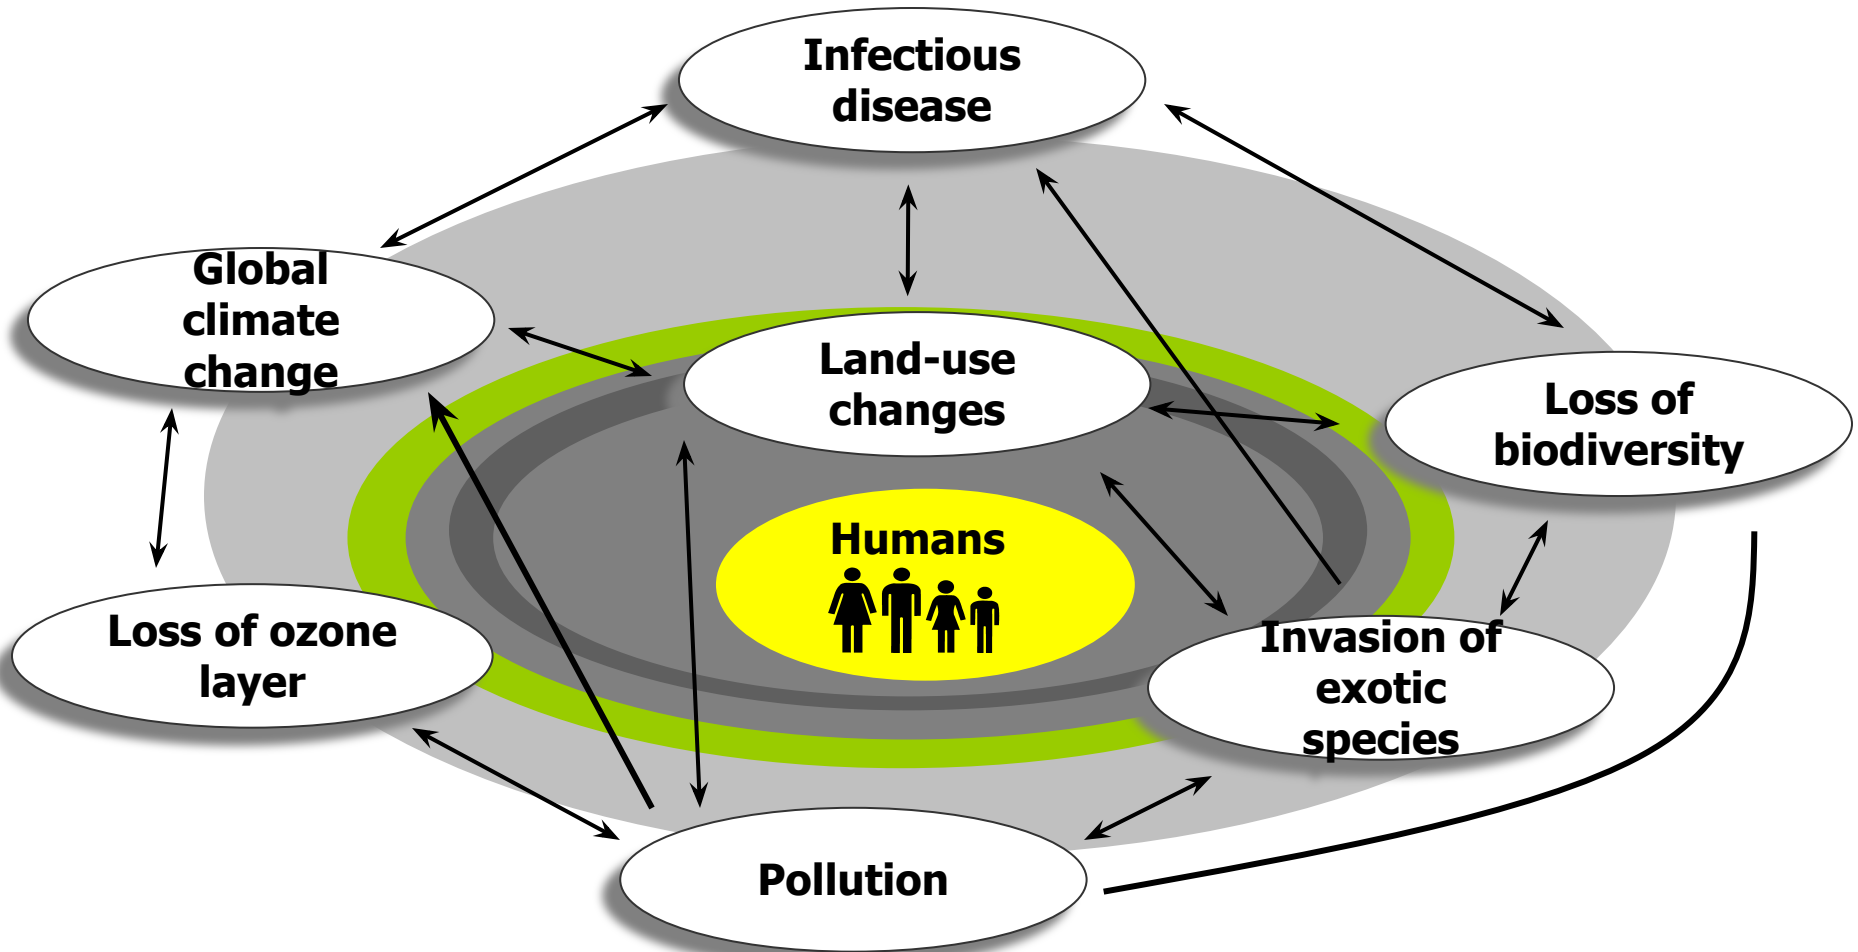 Infectious
disease
Global
climate
change
Land-use
changes
Loss of
biodiversity
Humans
Loss of ozone
layer
Invasion of
exotic
species
Pollution